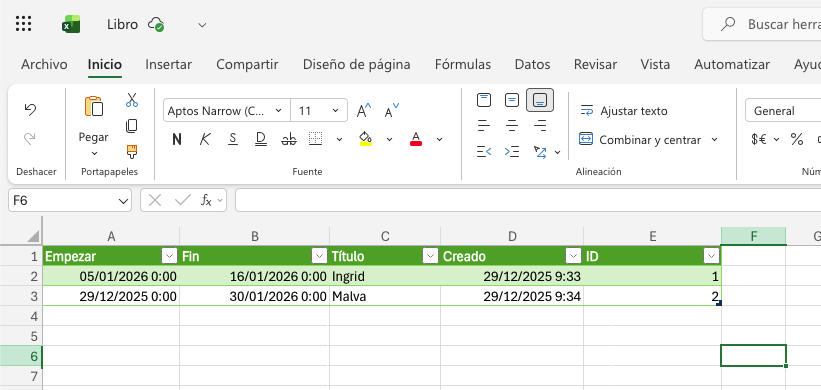 Libro
Buscar herra
Archivo Inicio Insertar Compartir Diseño de página Fórmulas Datos Revisar Vista Automatizar Ayu
Pegar
Aptos Narrow (C... 11 A A
N K S D ab A
Ajustar texto
Combinar y centrar
General
$€ %
Deshacer Portapapeles Fuente Alineación Núm
F6 fx
A B C D E F G
1 Empezar Fin Título Creado ID
2 05/01/2026 0:00 16/01/2026 0:00 Ingrid 29/12/2025 9:33 1
3 29/12/2025 0:00 30/01/2026 0:00 Malva 29/12/2025 9:34 2
4
5
6
7